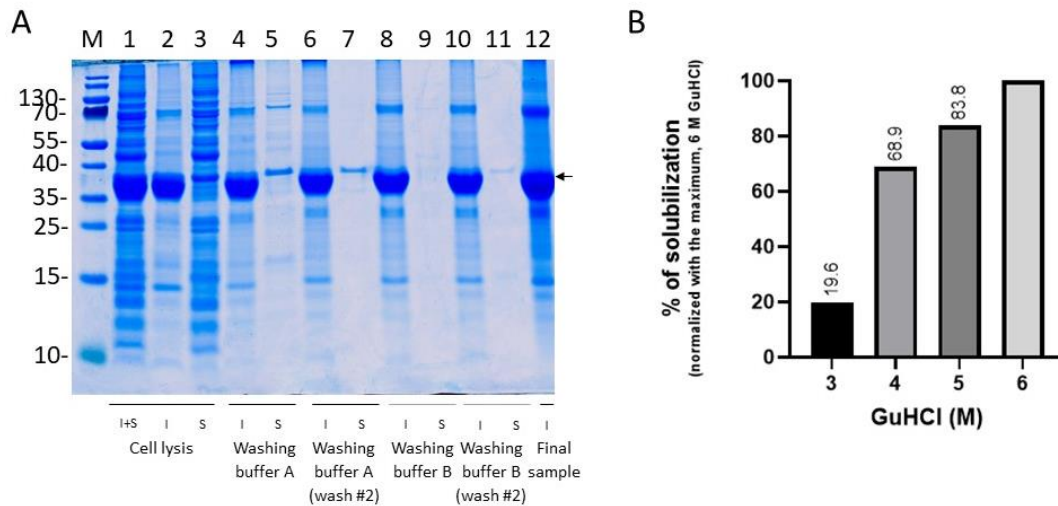 A
M 1 2 3 4 5 6 7 8 9 10 11 12
130-
70-
55-
40-
35-
25-
15-
10-
I+S I S I S I S I S I S I
Cell lysis
Washing
buffer A
Washing
buffer A
(wash #2)
Washing
buffer B
Washing
buffer B
(wash #2)
Final
sample
B
% of solubilization
(normalized with the maximum, 6 M GuHCl)
100
80
60
40
20
0
19.6
68.9
83.8
3 4 5 6
GuHCl (M)